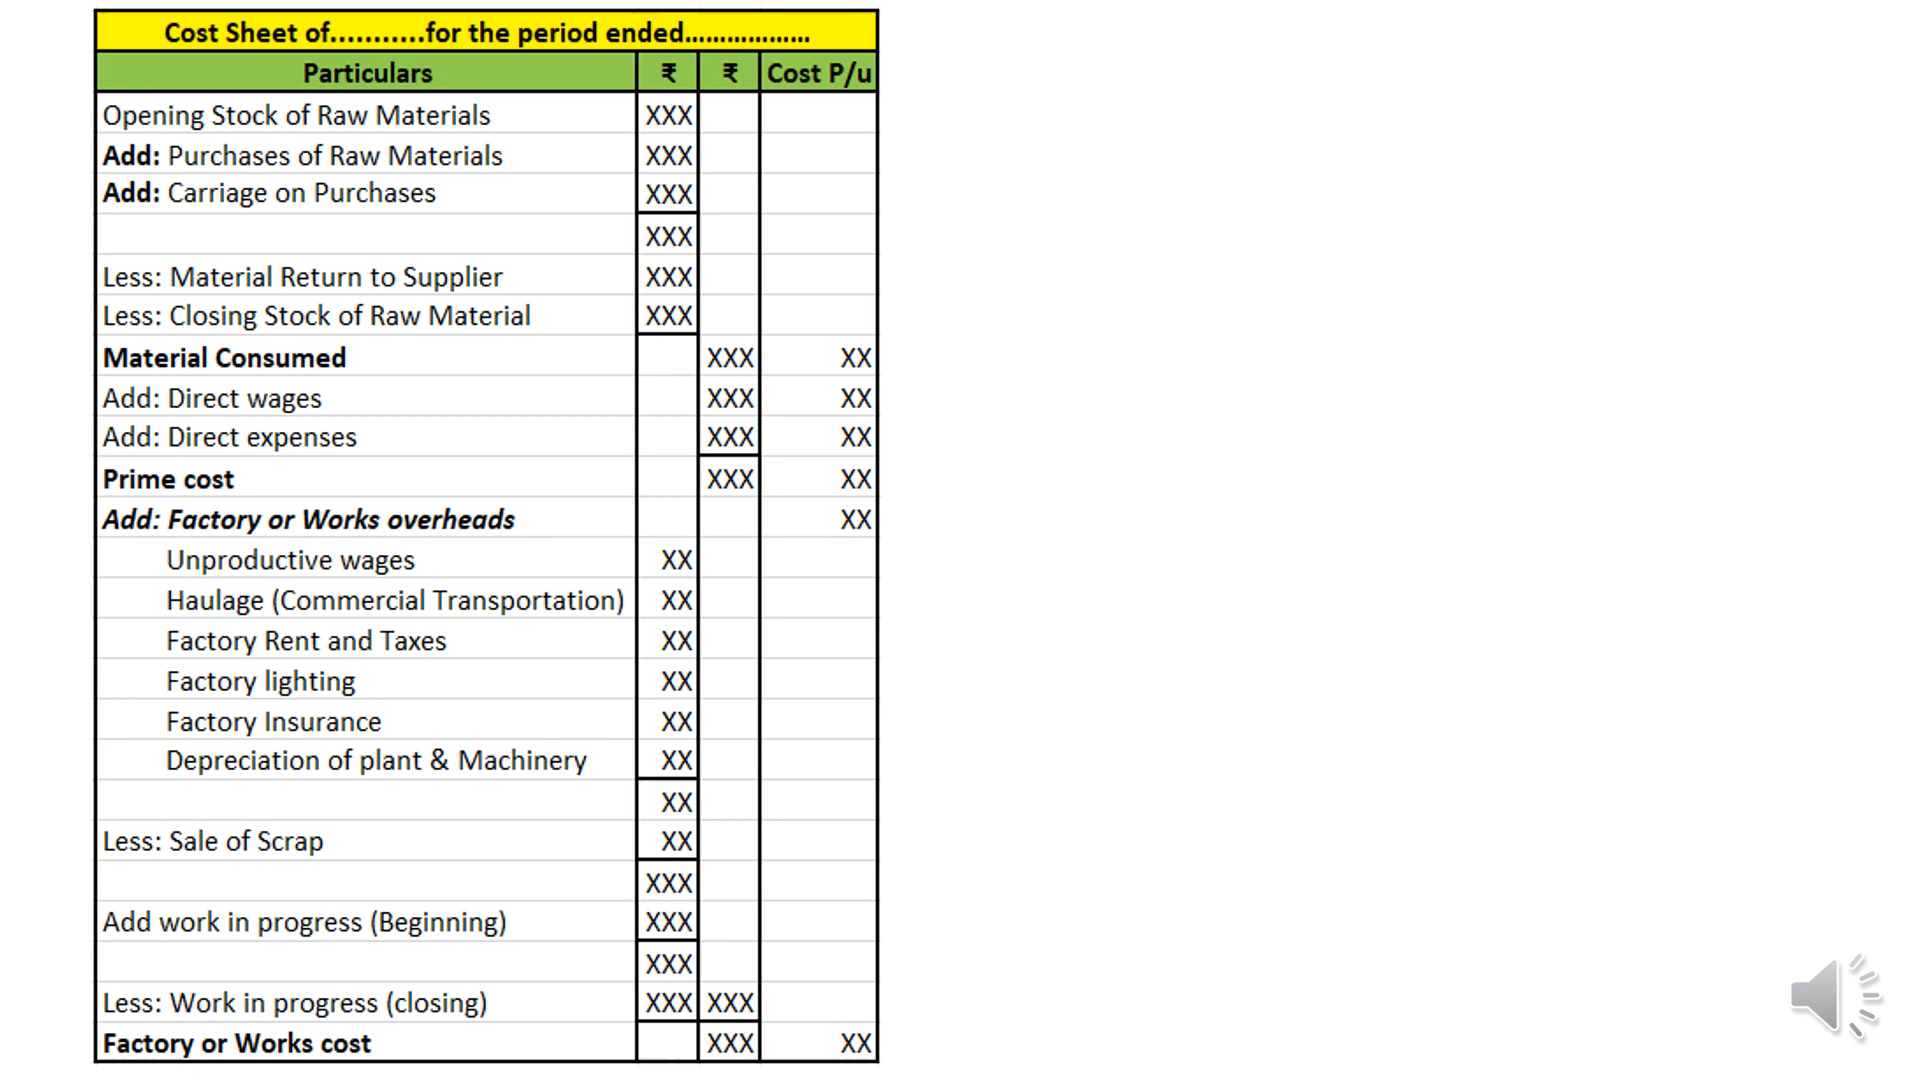 Cost Sheet of...........for the period ended..................
Particulars ₹ ₹ Cost P/u
Opening Stock of Raw Materials XXX
Add: Purchases of Raw Materials XXX
Add: Carriage on Purchases XXX
XXX
Less: Material Return to Supplier XXX
Less: Closing Stock of Raw Material XXX
Material Consumed XXX XX
Add: Direct wages XXX XX
Add: Direct expenses XXX XX
Prime cost XXX XX
Add: Factory or Works overheads XX
Unproductive wages XX
Haulage (Commercial Transportation) XX
Factory Rent and Taxes XX
Factory lighting XX
Factory Insurance XX
Depreciation of plant & Machinery XX
XX
Less: Sale of Scrap XX
XXX
Add work in progress (Beginning) XXX
XXX
Less: Work in progress (closing) XXX XXX
Factory or Works cost XXX XX